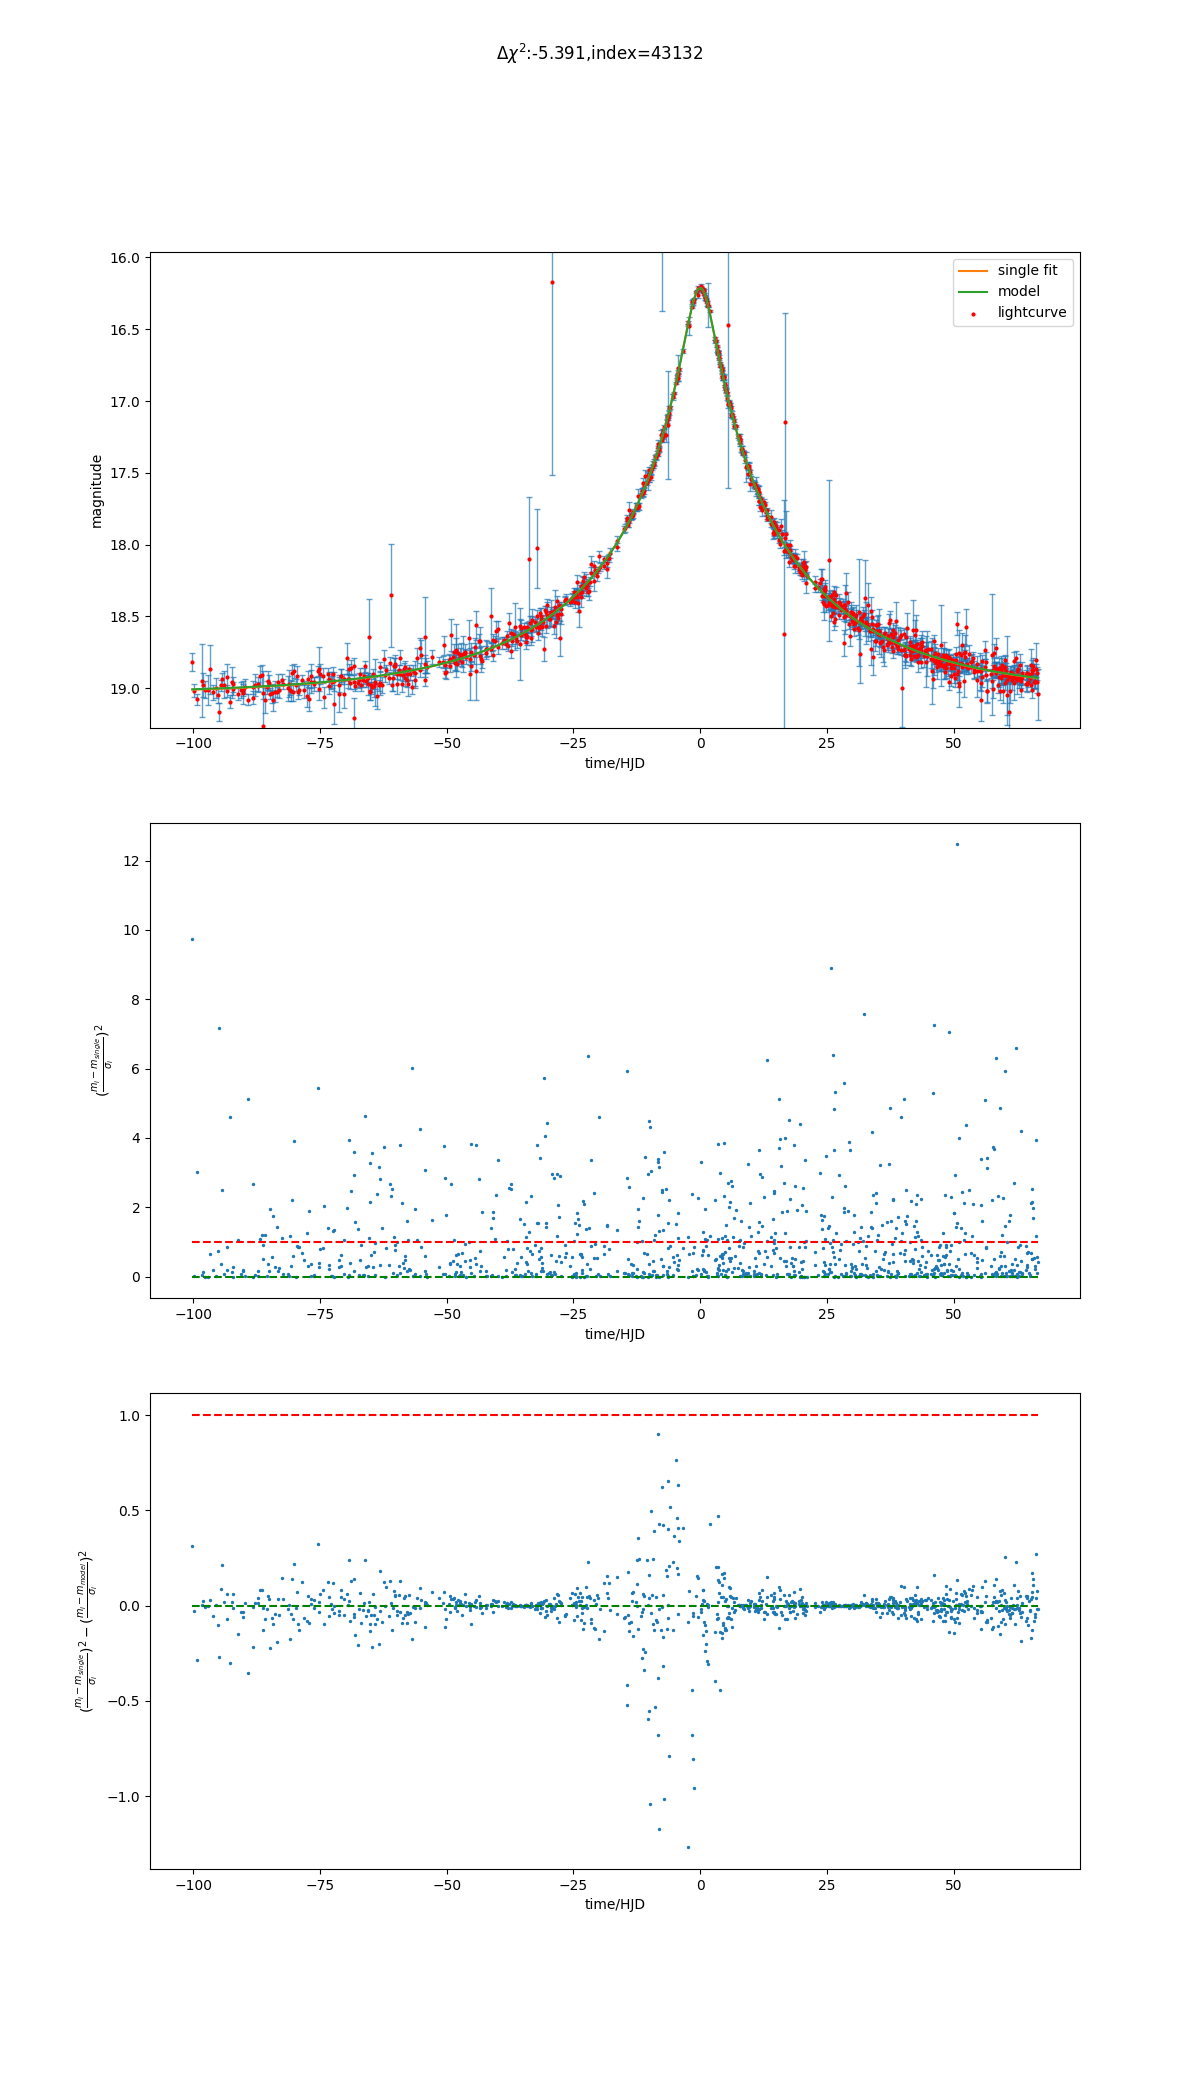 Δχ²:-5.391,index=43132
16.0
16.5
17.0
17.5
18.0
18.5
19.0
magnitude
single fit
model
lightcurve
−100 −75 −50 −25 0 25 50
time/HJD
12
10
8
6
4
2
0
((m_i − m_single)/σ_i)²
−100 −75 −50 −25 0 25 50
time/HJD
1.0
0.5
0.0
−0.5
−1.0
((m_i − m_single)/σ_i)² − ((m_i − m_model)/σ_i)²
−100 −75 −50 −25 0 25 50
time/HJD